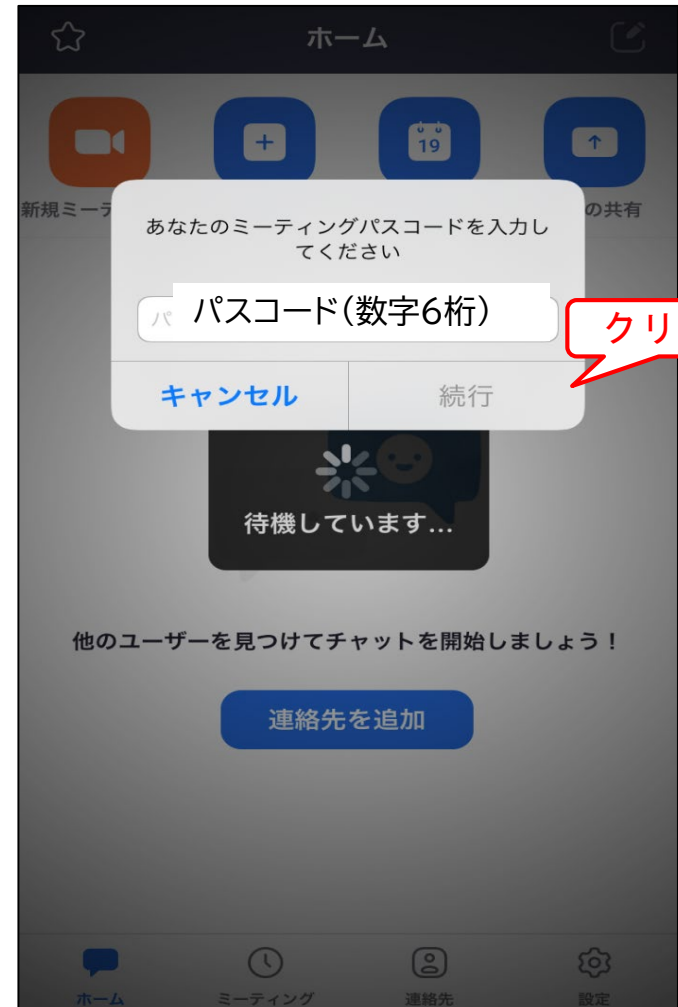 ホーム
19
新規ミーテ
の共有
あなたのミーティングパスコードを入力し
てください
パ
パスコード(数字6桁)
クリ
キャンセル
続行
待機しています...
他のユーザーを見つけてチャットを開始しましょう!
連絡先を追加
ホーム
ミーティング
連絡先
設定